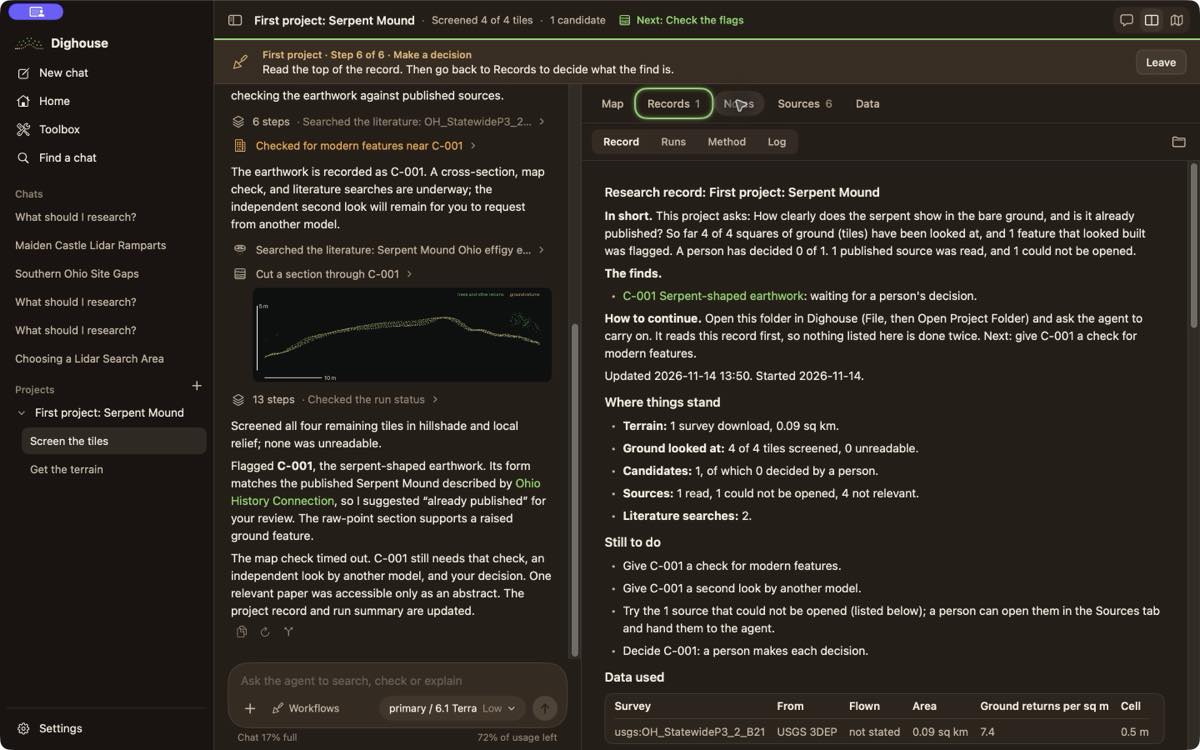 Dighouse
New chat
Home
Toolbox
Find a chat
Chats
What should I research?
Maiden Castle Lidar Ramparts
Southern Ohio Site Gaps
What should I research?
What should I research?
Choosing a Lidar Search Area
Projects
First project: Serpent Mound
Screen the tiles
Get the terrain
Settings
First project: Serpent Mound · Screened 4 of 4 tiles · 1 candidate Next: Check the flags
First project · Step 6 of 6 · Make a decision
Read the top of the record. Then go back to Records to decide what the find is.
Leave
checking the earthwork against published sources.
6 steps · Searched the literature: OH_StatewideP3_2...
Checked for modern features near C-001
The earthwork is recorded as C-001. A cross-section, map
check, and literature searches are underway; the
independent second look will remain for you to request
from another model.
Searched the literature: Serpent Mound Ohio effigy e...
Cut a section through C-001
trees and other returns ground return
5 m
10 m
13 steps · Checked the run status
Screened all four remaining tiles in hillshade and local
relief; none was unreadable.
Flagged C-001, the serpent-shaped earthwork. Its form
matches the published Serpent Mound described by Ohio
History Connection, so I suggested “already published” for
your review. The raw-point section supports a raised
ground feature.
The map check timed out. C-001 still needs that check, an
independent look by another model, and your decision. One
relevant paper was accessible only as an abstract. The
project record and run summary are updated.
Ask the agent to search, check or explain
Workflows
primary / 6.1 Terra Low
Chat 17% full
72% of usage left
Map
Records 1
Sources 6
Data
Record
Runs
Method
Log
Research record: First project: Serpent Mound
In short. This project asks: How clearly does the serpent show in the bare ground, and is it already
published? So far 4 of 4 squares of ground (tiles) have been looked at, and 1 feature that looked built
was flagged. A person has decided 0 of 1. 1 published source was read, and 1 could not be opened.
The finds.
• C-001 Serpent-shaped earthwork: waiting for a person's decision.
How to continue. Open this folder in Dighouse (File, then Open Project Folder) and ask the agent to
carry on. It reads this record first, so nothing listed here is done twice. Next: give C-001 a check for
modern features.
Updated 2026-11-14 13:50. Started 2026-11-14.
Where things stand
• Terrain: 1 survey download, 0.09 sq km.
• Ground looked at: 4 of 4 tiles screened, 0 unreadable.
• Candidates: 1, of which 0 decided by a person.
• Sources: 1 read, 1 could not be opened, 4 not relevant.
• Literature searches: 2.
Still to do
• Give C-001 a check for modern features.
• Give C-001 a second look by another model.
• Try the 1 source that could not be opened (listed below); a person can open them in the Sources tab
and hand them to the agent.
• Decide C-001: a person makes each decision.
Data used
Survey From Flown Area Ground returns per sq m Cell
usgs:OH_StatewideP3_2_B21 USGS 3DEP not stated 0.09 sq km 7.4 0.5 m